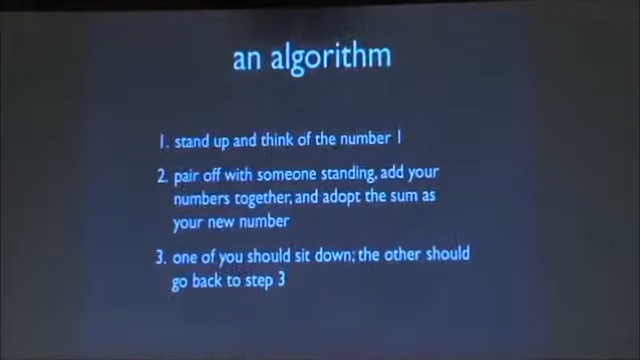 an algorithm
1. stand up and think of the number 1
2. pair off with someone standing, add your
numbers together, and adopt the sum as
your new number
3. one of you should sit down; the other should
go back to step 3